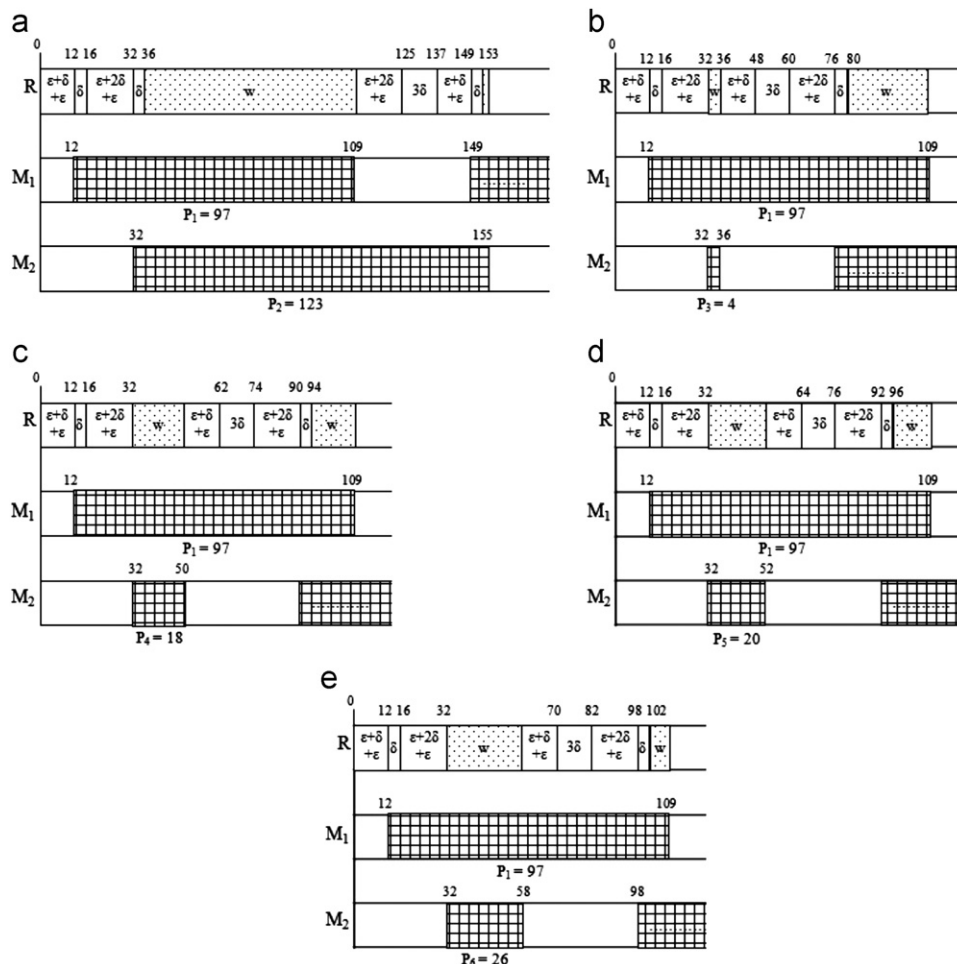 a
0
12 16 32 36 125 137 149 153
R ε+δ+ε δ ε+2δ+ε δ w ε+2δ+ε 3δ ε+δ+ε δ
12 109 149
M1
P1 = 97
32 155
M2
P2 = 123
b
0
12 16 32 36 48 60 76 80
R ε+δ+ε δ ε+2δ+ε w ε+δ+ε 3δ ε+2δ+ε δ w
12 109
M1
P1 = 97
32 36
M2
P3 = 4
c
0
12 16 32 62 74 90 94
R ε+δ+ε δ ε+2δ+ε w ε+δ+ε 3δ ε+2δ+ε δ w
12 109
M1
P1 = 97
32 50
M2
P4 = 18
d
0
12 16 32 64 76 92 96
R ε+δ+ε δ ε+2δ+ε w ε+δ+ε 3δ ε+2δ+ε δ w
12 109
M1
P1 = 97
32 52
M2
P5 = 20
e
0
12 16 32 70 82 98 102
R ε+δ+ε δ ε+2δ+ε w ε+δ+ε 3δ ε+2δ+ε δ w
12 109
M1
P1 = 97
32 58 98
M2
P6 = 26